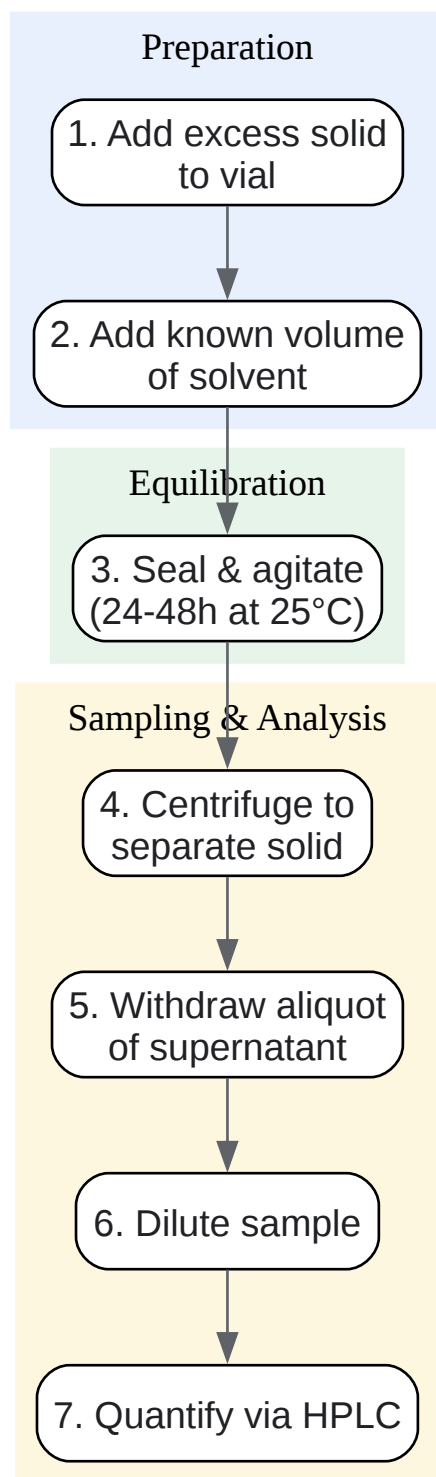 Preparation
1. Add excess solid
to vial
2. Add known volume
of solvent
Equilibration
3. Seal & agitate
(24-48h at 25°C)
Sampling & Analysis
4. Centrifuge to
separate solid
5. Withdraw aliquot
of supernatant
6. Dilute sample
7. Quantify via HPLC